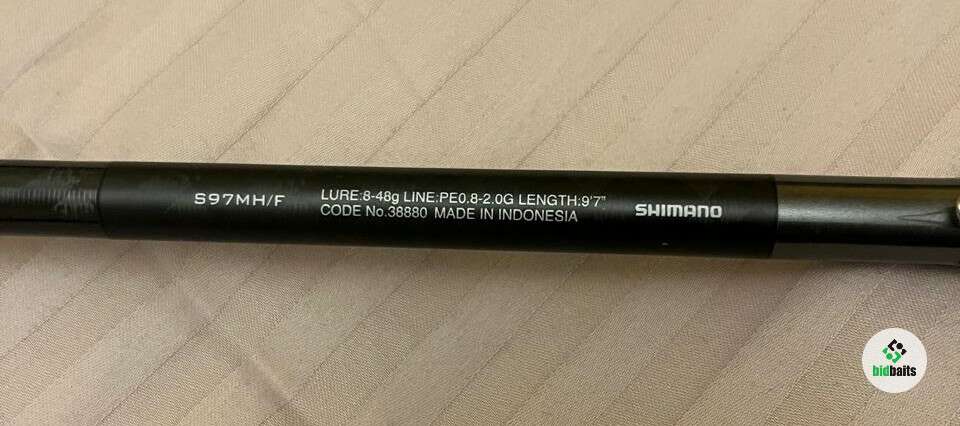 S97MH/F
LURE:8-48g LINE:PE0.8-2.0G LENGTH:9'7"
CODE No.38880 MADE IN INDONESIA
SHIMANO
bidbaits